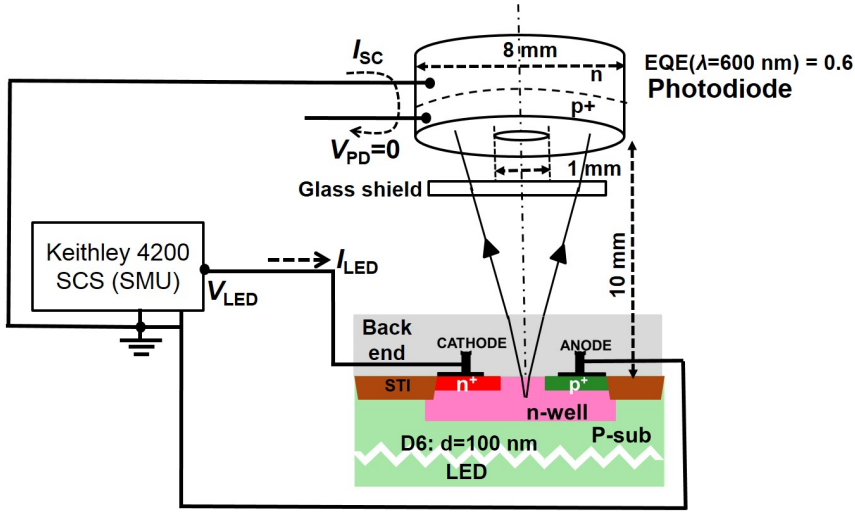 I_SC
8 mm
n
EQE(λ=600 nm) = 0.6
Photodiode
p+
V_PD=0
1 mm
Glass shield
10 mm
Keithley 4200
SCS (SMU)
I_LED
V_LED
Back
end
CATHODE
ANODE
STI
n+
p+
n-well
P-sub
D6: d=100 nm
LED